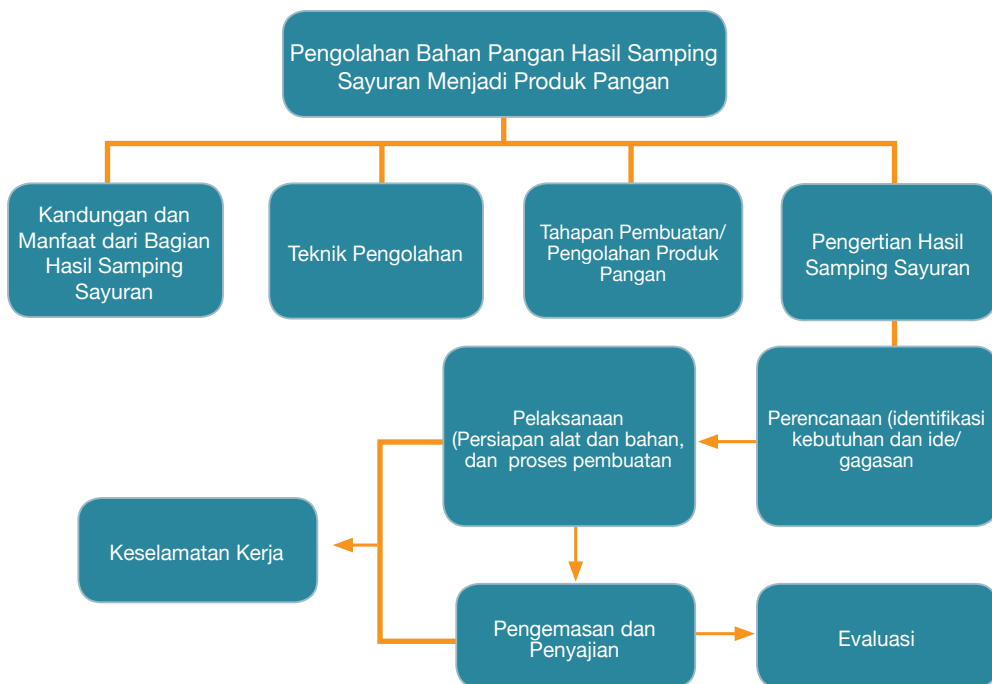 Pengolahan Bahan Pangan Hasil Samping
Sayuran Menjadi Produk Pangan
Kandungan dan
Manfaat dari Bagian
Hasil Samping
Sayuran
Teknik Pengolahan
Tahapan Pembuatan/
Pengolahan Produk
Pangan
Pengertian Hasil
Samping Sayuran
Pelaksanaan
(Persiapan alat dan bahan,
dan proses pembuatan
Perencanaan (identifikasi
kebutuhan dan ide/
gagasan
Keselamatan Kerja
Pengemasan dan
Penyajian
Evaluasi